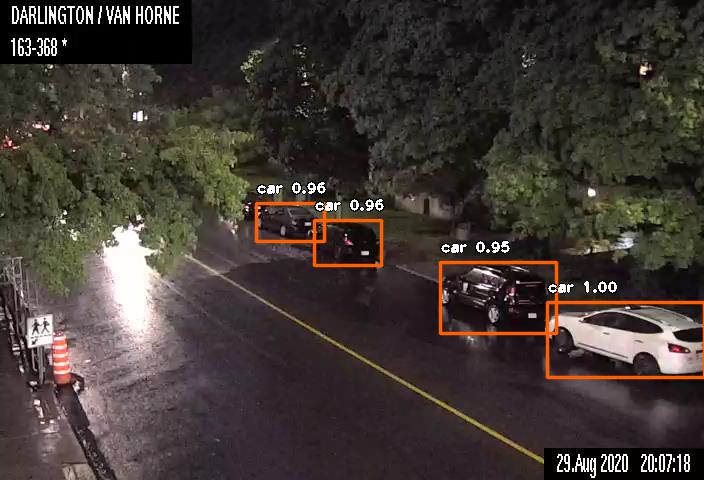 DARLINGTON / VAN HORNE
163-368 *
car 0.96
car 0.96
car 0.95
car 1.00
29.Aug 2020 20:07:18